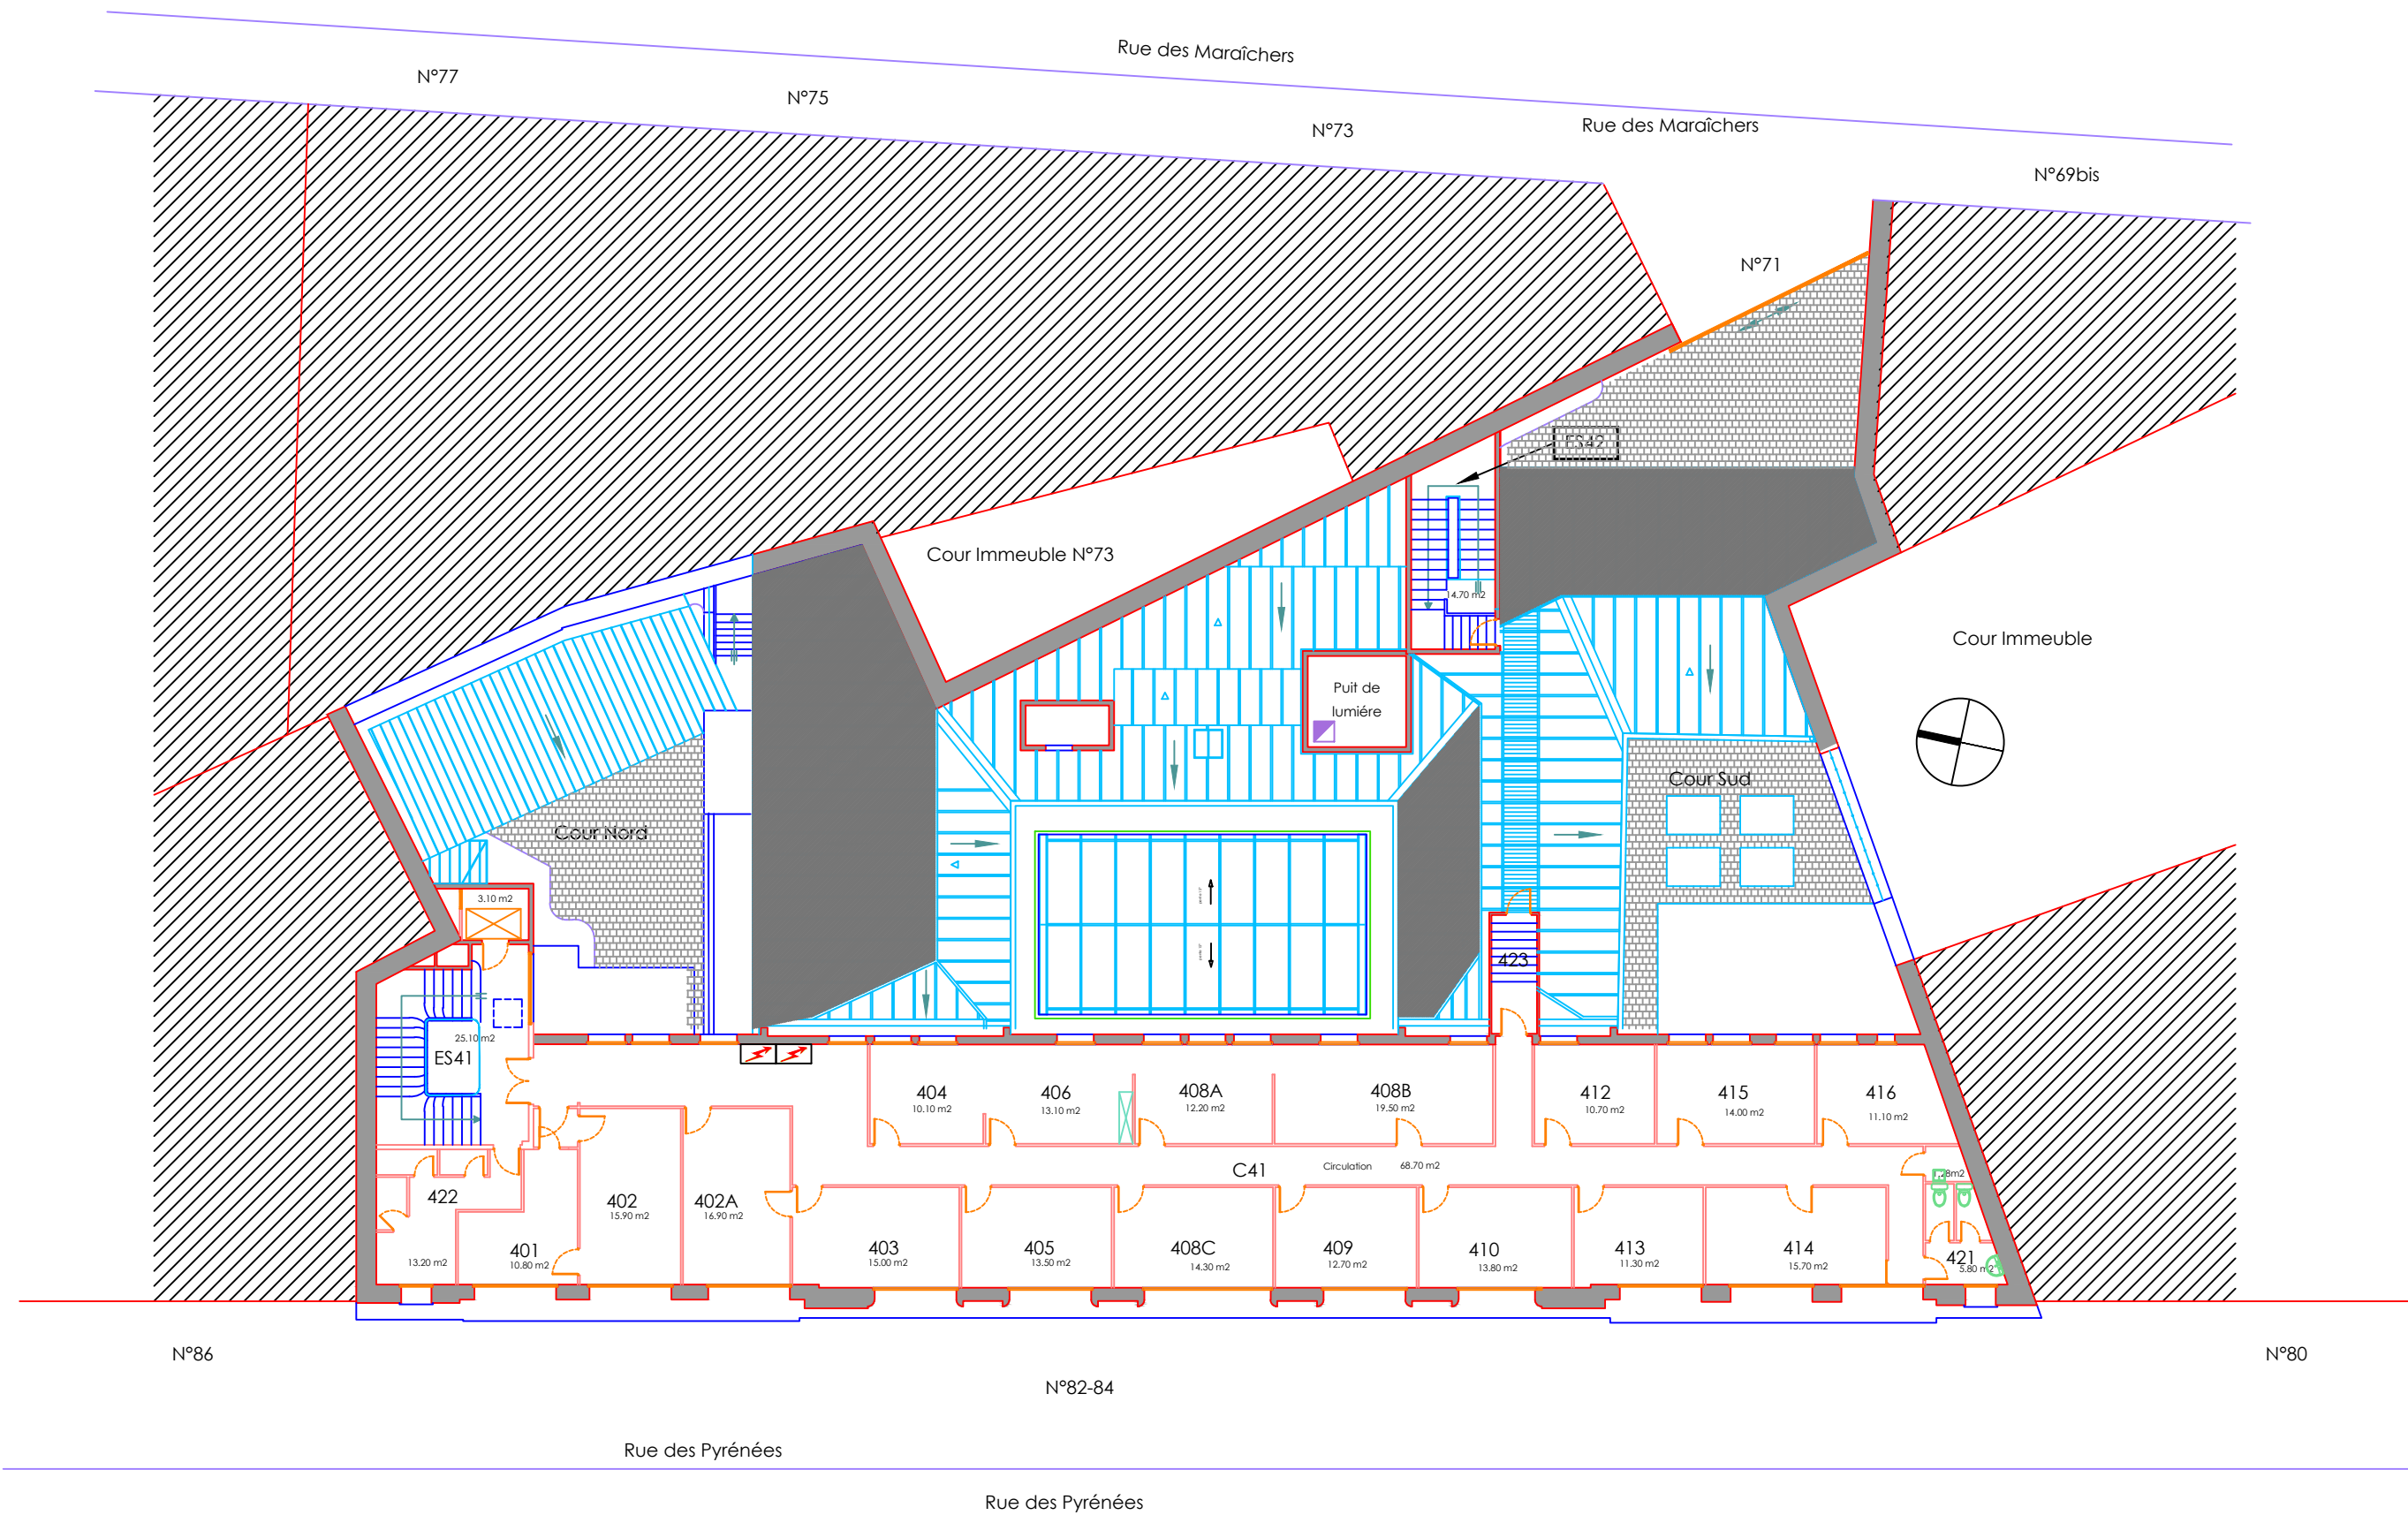 Rue des Maraîchers
N°77
N°75
N°73
Rue des Maraîchers
N°69bis
N°71
ES42
Cour Immeuble N°73
14.70 m2
Cour Immeuble
Puit de
lumiére
Cour Sud
Cour Nord
3.10 m2
423
25.10 m2
ES41
404
10.10 m2
406
13.10 m2
408A
12.20 m2
408B
19.50 m2
412
10.70 m2
415
14.00 m2
416
11.10 m2
C41
Circulation
68.70 m2
422
13.20 m2
401
10.80 m2
402
15.90 m2
402A
16.90 m2
403
15.00 m2
405
13.50 m2
408C
14.30 m2
409
12.70 m2
410
13.80 m2
413
11.30 m2
414
15.70 m2
421
5.80 m2
N°86
N°80
N°82-84
Rue des Pyrénées
Rue des Pyrénées